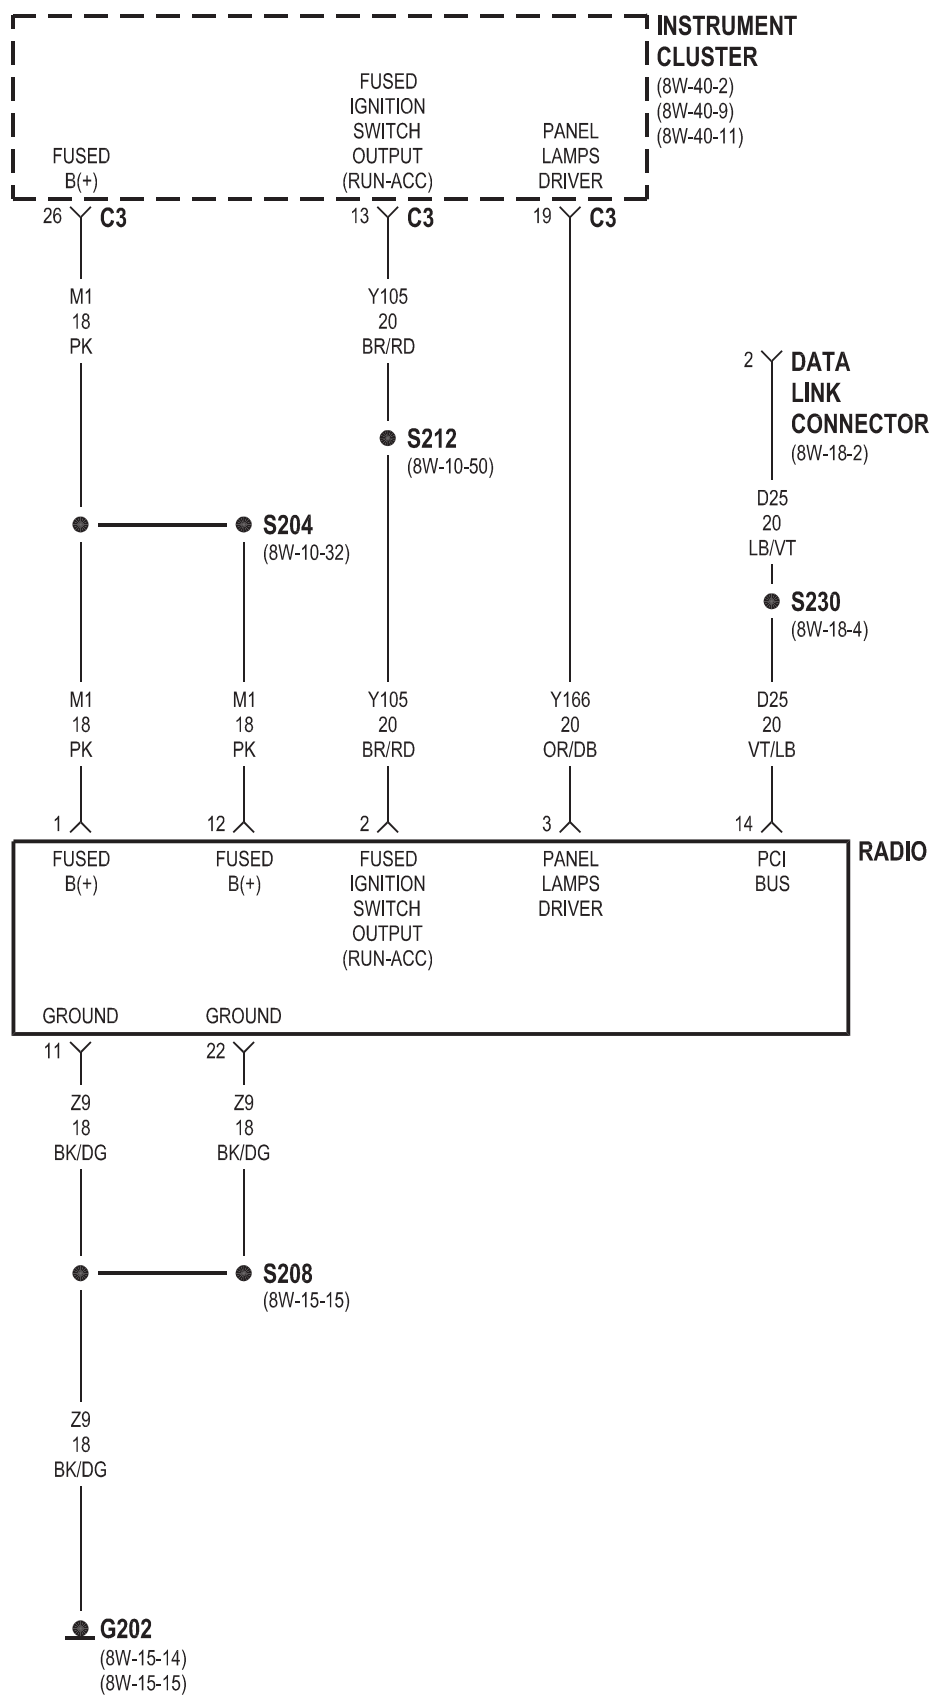 INSTRUMENT
CLUSTER
(8W-40-2)
(8W-40-9)
(8W-40-11)
FUSED
B(+)
FUSED
IGNITION
SWITCH
OUTPUT
(RUN-ACC)
PANEL
LAMPS
DRIVER
26 C3
13 C3
19 C3
M1
18
PK
Y105
20
BR/RD
2 DATA
LINK
CONNECTOR
(8W-18-2)
S212
(8W-10-50)
D25
20
LB/VT
S204
(8W-10-32)
S230
(8W-18-4)
M1
18
PK
M1
18
PK
Y105
20
BR/RD
Y166
20
OR/DB
D25
20
VT/LB
1
12
2
3
14
RADIO
FUSED
B(+)
FUSED
B(+)
FUSED
IGNITION
SWITCH
OUTPUT
(RUN-ACC)
PANEL
LAMPS
DRIVER
PCI
BUS
GROUND
GROUND
11
22
Z9
18
BK/DG
Z9
18
BK/DG
S208
(8W-15-15)
Z9
18
BK/DG
G202
(8W-15-14)
(8W-15-15)